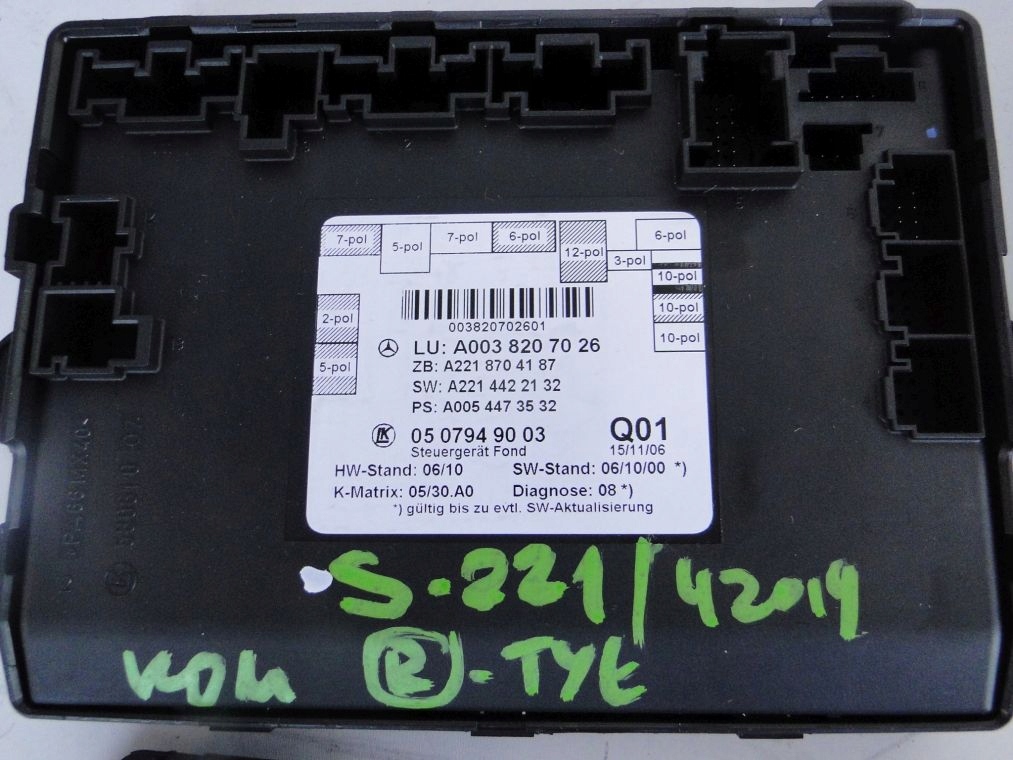 7-pol
5-pol
7-pol
6-pol
12-pol
3-pol
6-pol
10-pol
10-pol
10-pol
2-pol
5-pol
003820702601
LU: A003 820 70 26
ZB: A221 870 41 87
SW: A221 442 21 32
PS: A005 447 35 32
LK 05 0794 90 03 Q01
Steuergerät Fond 15/11/06
HW-Stand: 06/10 SW-Stand: 06/10/00 *)
K-Matrix: 05/30.A0 Diagnose: 08 *)
*) gültig bis zu evtl. SW-Aktualisierung
S-221/42014
KOM R-TYŁ